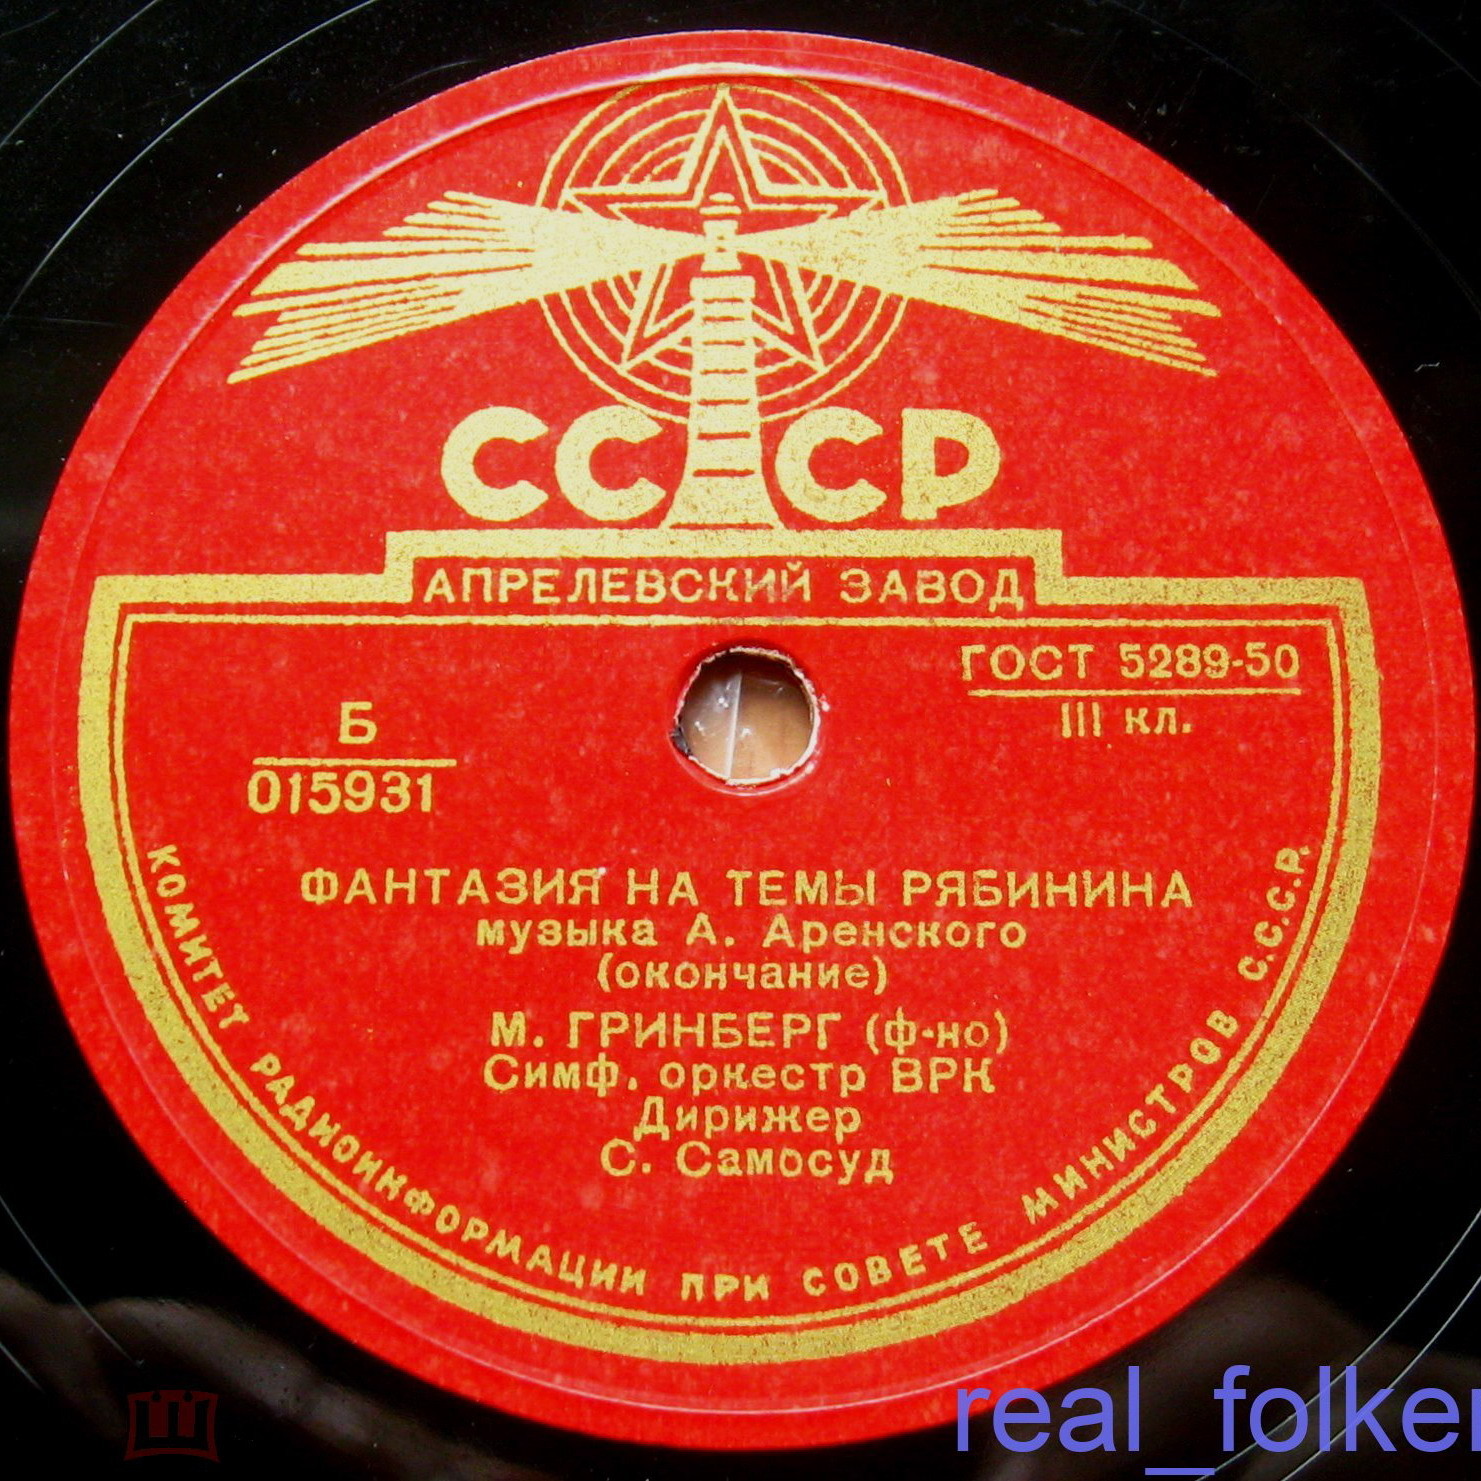 СССР
АПРЕЛЕВСКИЙ ЗАВОД
ГОСТ 5289-50
III кл.
Б
015931
ФАНТАЗИЯ НА ТЕМЫ РЯБИНИНА
музыка А. Аренского
(окончание)
М. ГРИНБЕРГ (ф-но)
Симф. оркестр ВРК
Дирижер
С. Самосуд
КОМИТЕТ РАДИОИНФОРМАЦИИ ПРИ СОВЕТЕ МИНИСТРОВ С.С.С.Р.
real_folker